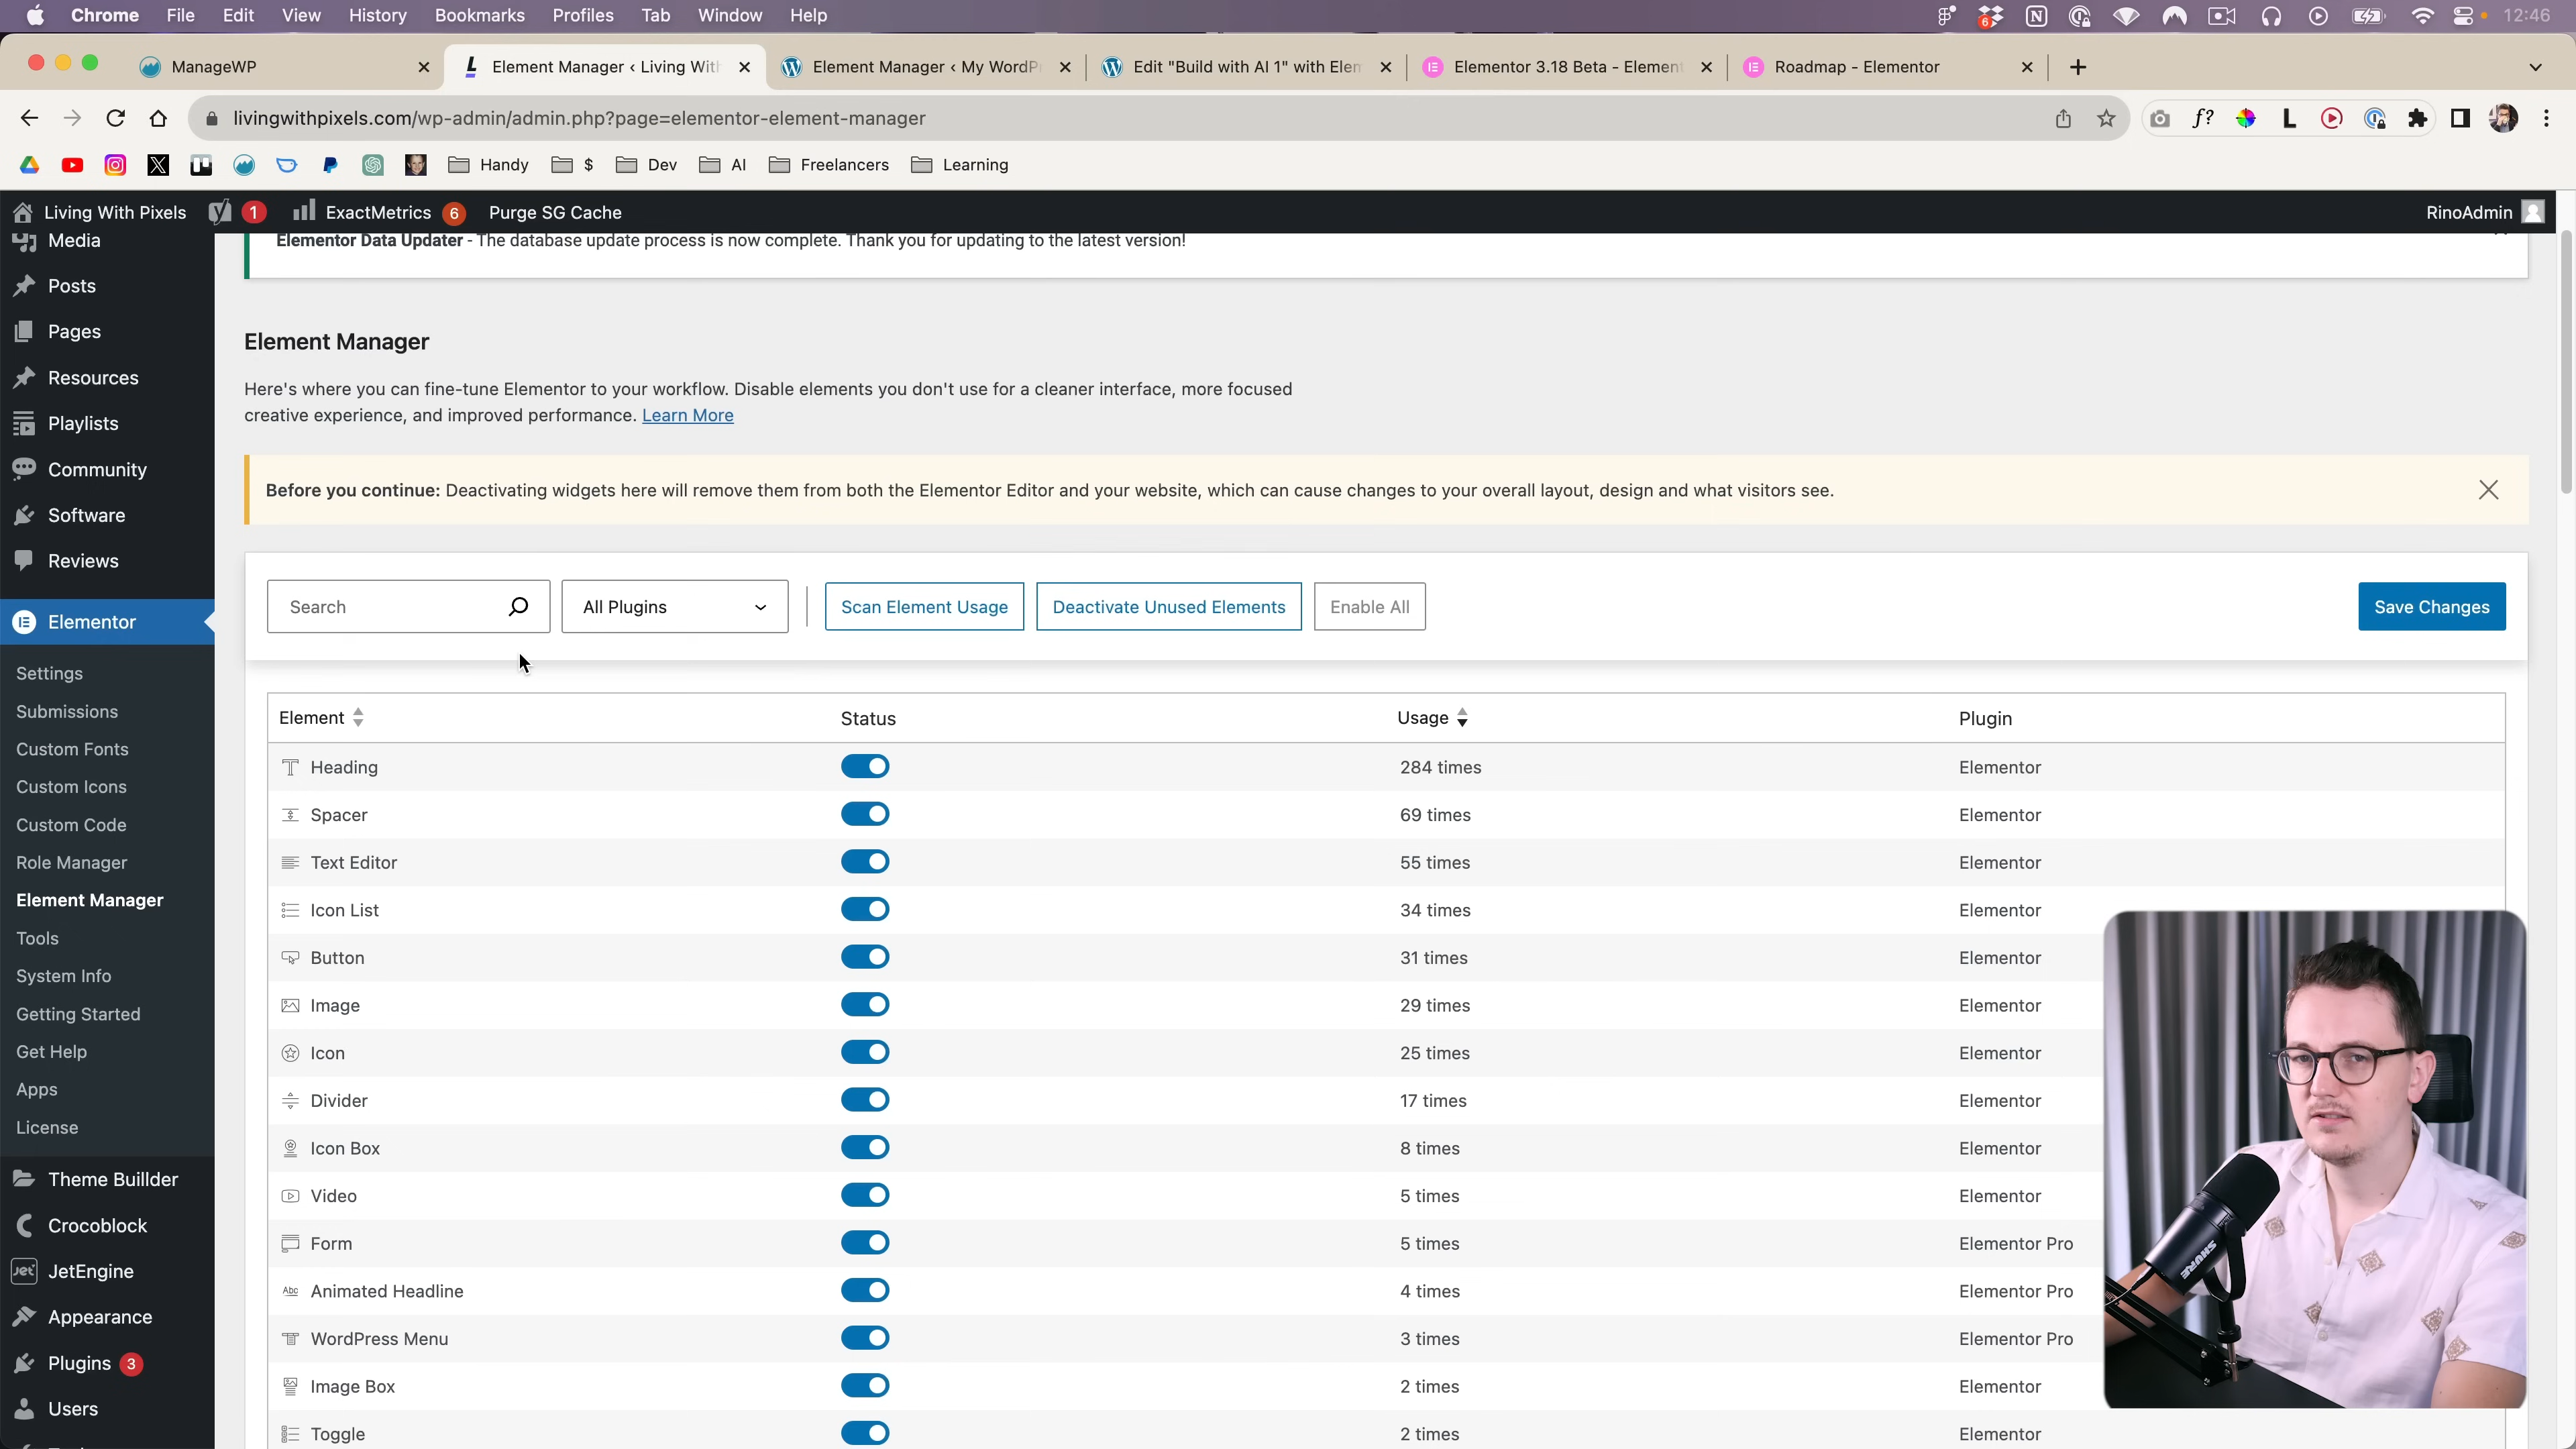 Chrome File Edit View History Bookmarks Profiles Tab Window Help
6
12:46
ManageWP
Element Manager ‹ Living With
Element Manager ‹ My WordP
Edit "Build with AI 1" with Elem
Elementor 3.18 Beta - Element
Roadmap - Elementor
livingwithpixels.com/wp-admin/admin.php?page=elementor-element-manager
Handy
$
Dev
AI
Freelancers
Learning
Living With Pixels
1
ExactMetrics 6
Purge SG Cache
RinoAdmin
Media
Posts
Pages
Resources
Playlists
Community
Software
Reviews
Elementor
Settings
Submissions
Custom Fonts
Custom Icons
Custom Code
Role Manager
Element Manager
Tools
System Info
Getting Started
Get Help
Apps
License
Theme Buillder
Crocoblock
Jet JetEngine
Appearance
Plugins 3
Users
Elementor Data Updater - The database update process is now complete. Thank you for updating to the latest version!
Element Manager
Here's where you can fine-tune Elementor to your workflow. Disable elements you don't use for a cleaner interface, more focused
creative experience, and improved performance. Learn More
Before you continue: Deactivating widgets here will remove them from both the Elementor Editor and your website, which can cause changes to your overall layout, design and what visitors see.
Search
All Plugins
Scan Element Usage
Deactivate Unused Elements
Enable All
Save Changes
Element Status Usage Plugin
Heading 284 times Elementor
Spacer 69 times Elementor
Text Editor 55 times Elementor
Icon List 34 times Elementor
Button 31 times Elementor
Image 29 times Elementor
Icon 25 times Elementor
Divider 17 times Elementor
Icon Box 8 times Elementor
Video 5 times Elementor
Form 5 times Elementor Pro
Abc Animated Headline 4 times Elementor Pro
WordPress Menu 3 times Elementor Pro
Image Box 2 times Elementor
Toggle 2 times Elementor
SHURE